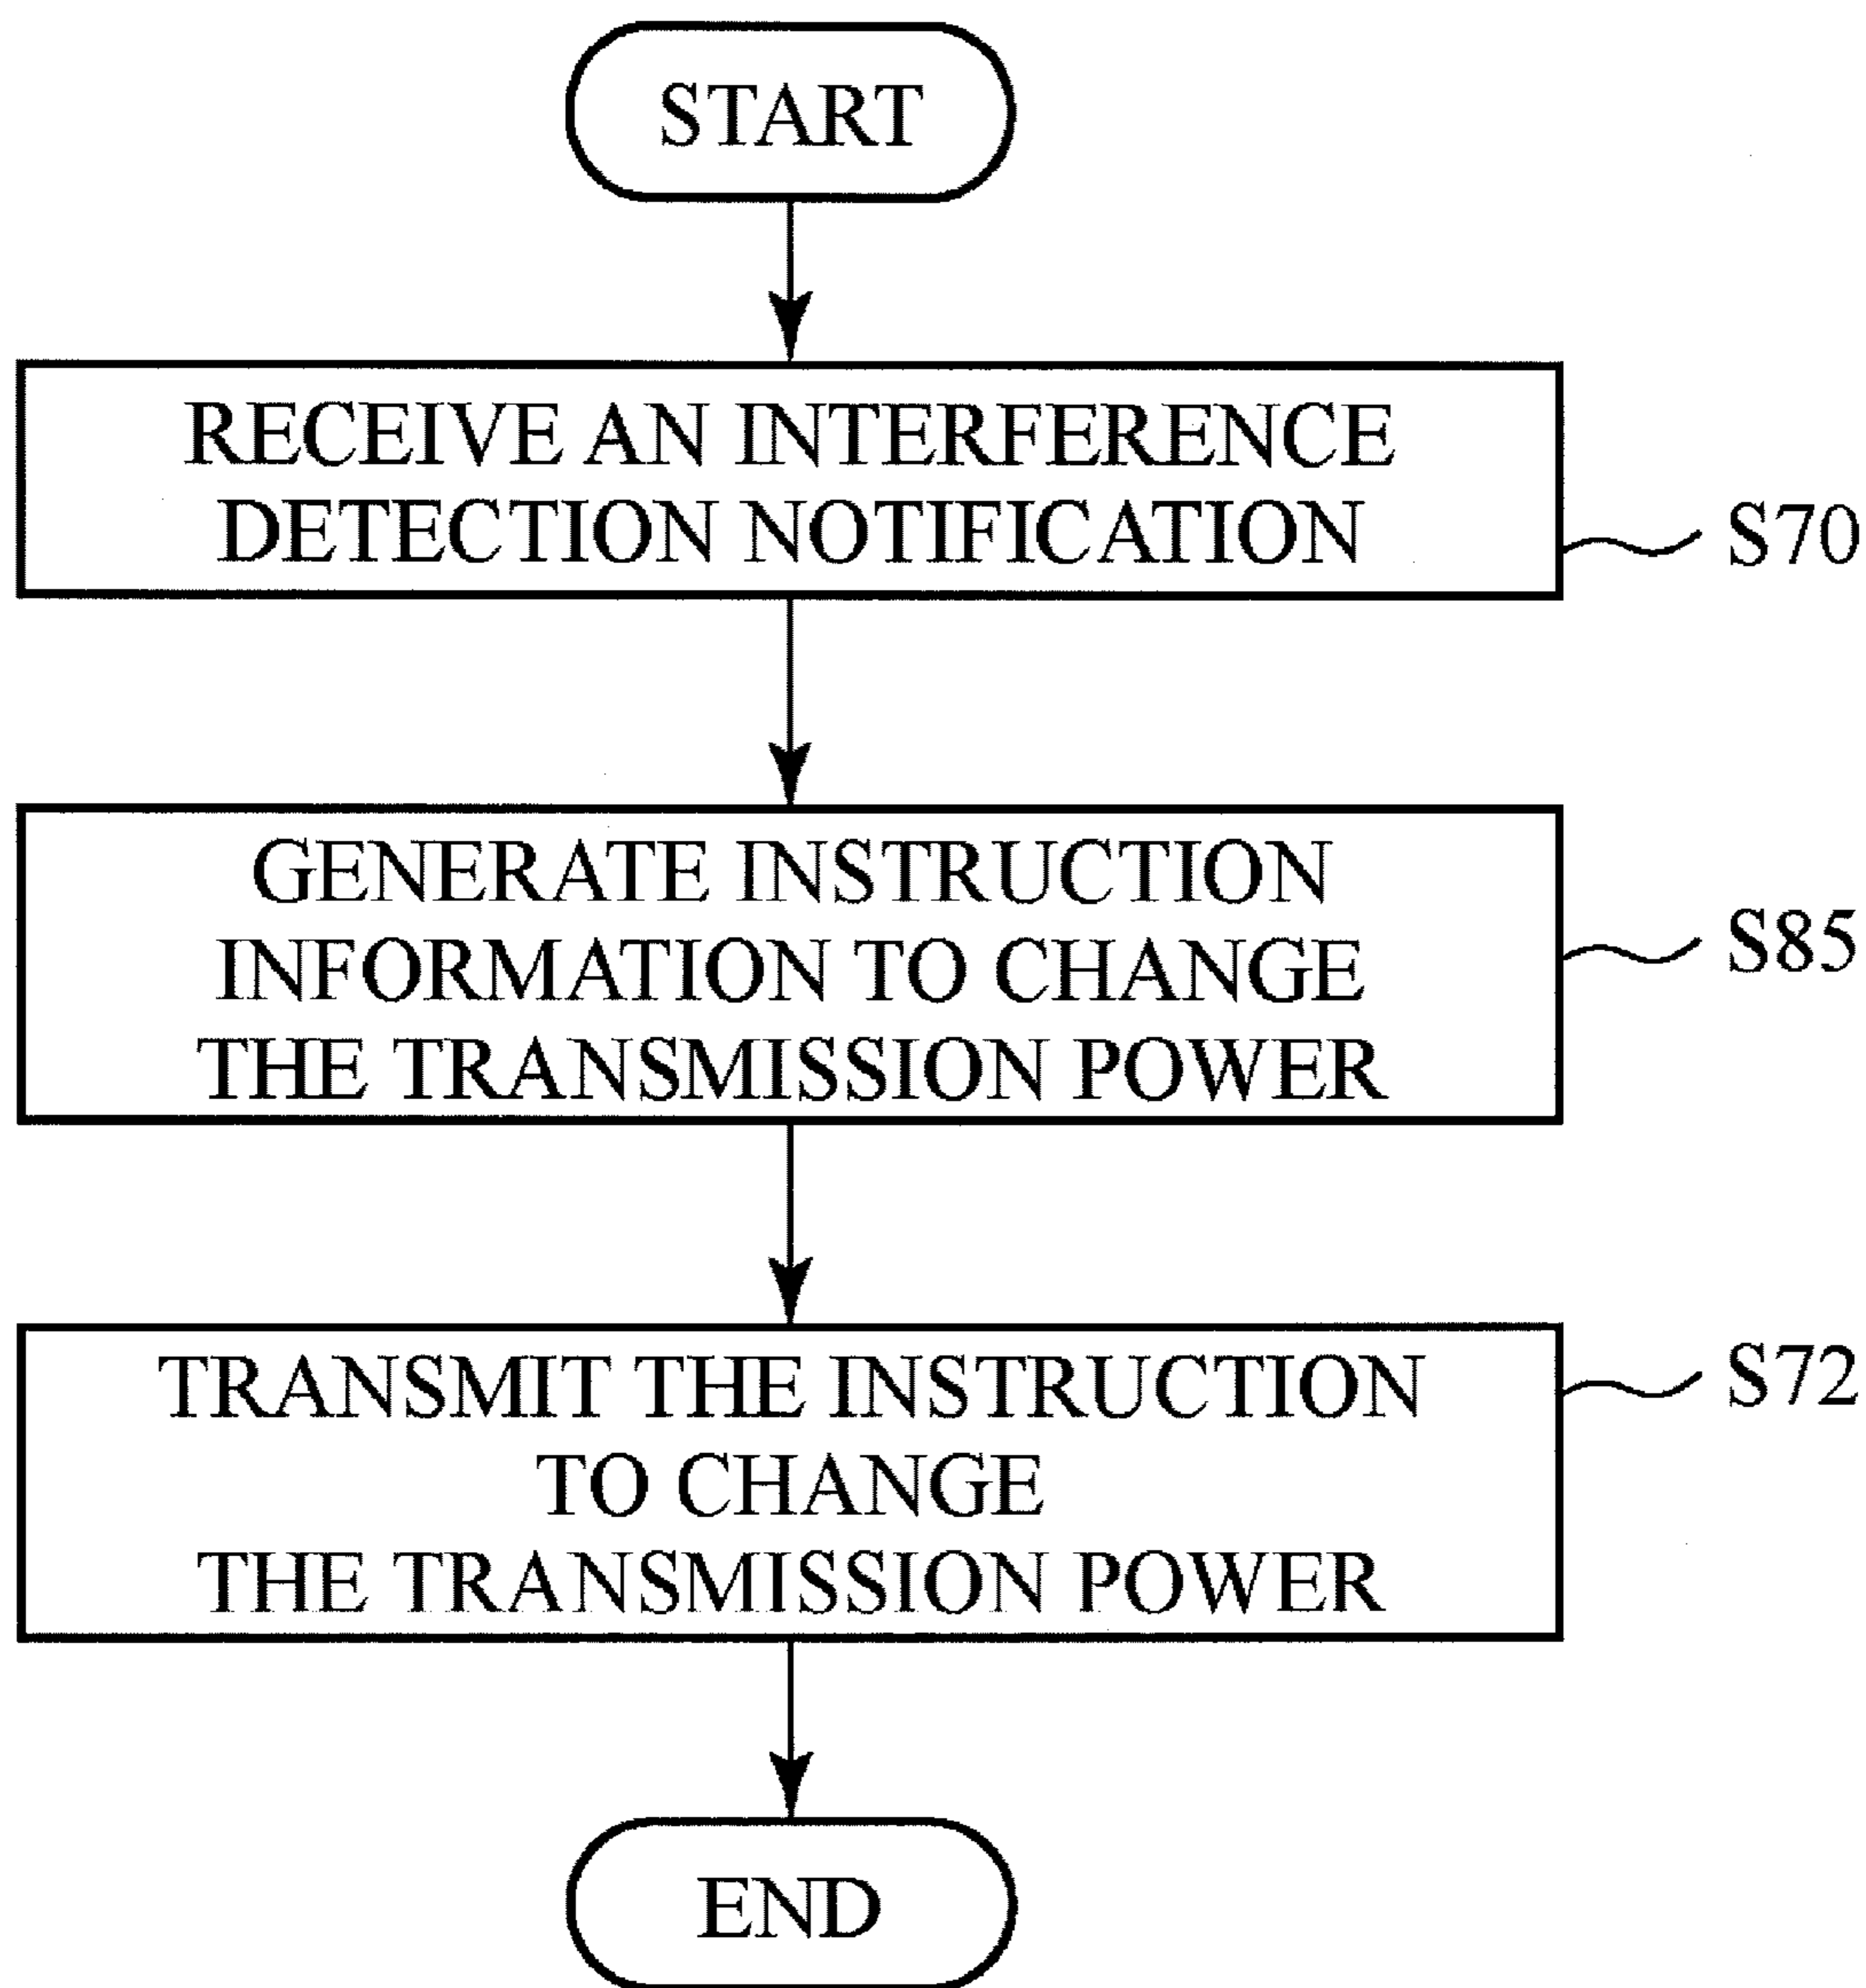 START
RECEIVE AN INTERFERENCE
DETECTION NOTIFICATION
S70
GENERATE INSTRUCTION
INFORMATION TO CHANGE
THE TRANSMISSION POWER
S85
TRANSMIT THE INSTRUCTION
TO CHANGE
THE TRANSMISSION POWER
S72
END